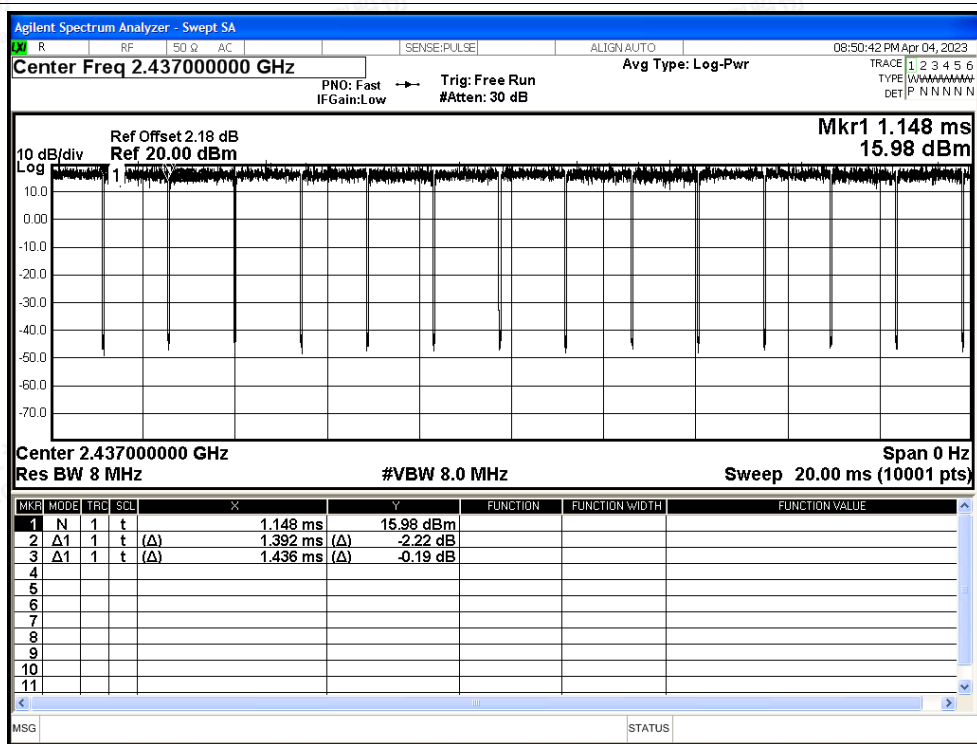 Agilent Spectrum Analyzer - Swept SA
LXI R RF 50 Ω AC SENSE:PULSE ALIGN AUTO 08:50:42 PM Apr 04, 2023
Center Freq 2.437000000 GHz
PNO: Fast
IFGain:Low
Trig: Free Run
#Atten: 30 dB
Avg Type: Log-Pwr
TRACE 1 2 3 4 5 6
TYPE WWWWWW
DET P N N N N N
Mkr1 1.148 ms
15.98 dBm
Ref Offset 2.18 dB
10 dB/div Ref 20.00 dBm
Log
1
10.0
0.00
-10.0
-20.0
-30.0
-40.0
-50.0
-60.0
-70.0
Center 2.437000000 GHz Span 0 Hz
Res BW 8 MHz #VBW 8.0 MHz Sweep 20.00 ms (10001 pts)
MKR MODE TRC SCL X Y FUNCTION FUNCTION WIDTH FUNCTION VALUE
1 N 1 t 1.148 ms 15.98 dBm
2 Δ1 1 t (Δ) 1.392 ms (Δ) -2.22 dB
3 Δ1 1 t (Δ) 1.436 ms (Δ) -0.19 dB
4
5
6
7
8
9
10
11
MSG STATUS